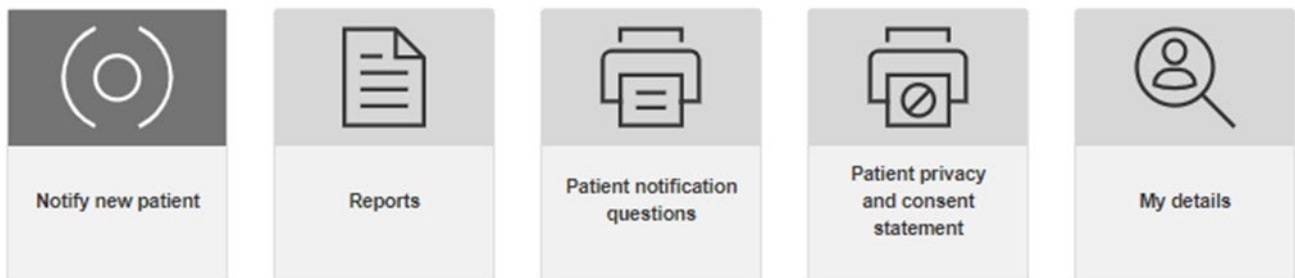 Notify new patient
Reports
Patient notification
questions
Patient privacy
and consent
statement
My details